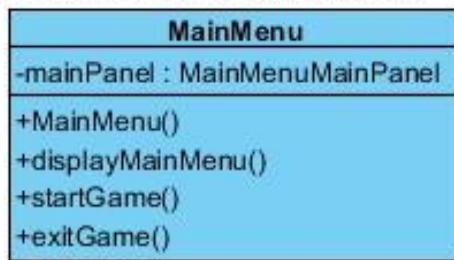 MainMenu
-mainPanel : MainMenuMainPanel
+MainMenu()
+displayMainMenu()
+startGame()
+exitGame()